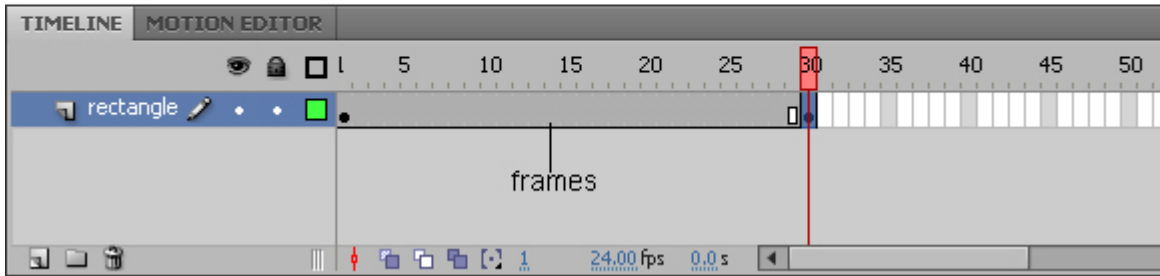 TIMELINE MOTION EDITOR
1 5 10 15 20 25 30 35 40 45 50
rectangle
frames
1 24.00 fps 0.0 s